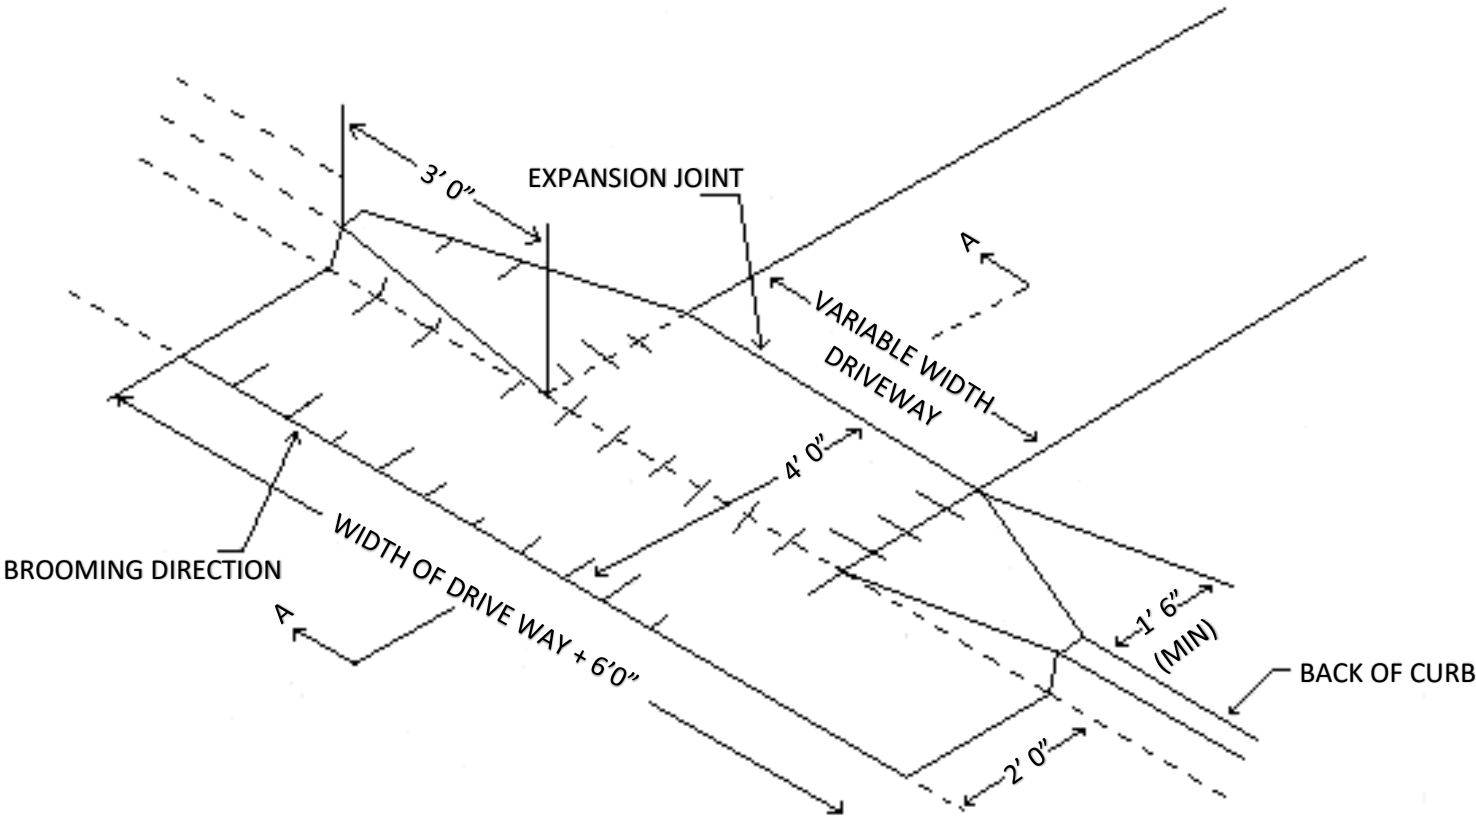 3' 0"
EXPANSION JOINT
A
VARIABLE WIDTH
DRIVEWAY
4' 0"
BROOMING DIRECTION
WIDTH OF DRIVE WAY + 6'0"
A
1' 6"
(MIN)
BACK OF CURB
2' 0"